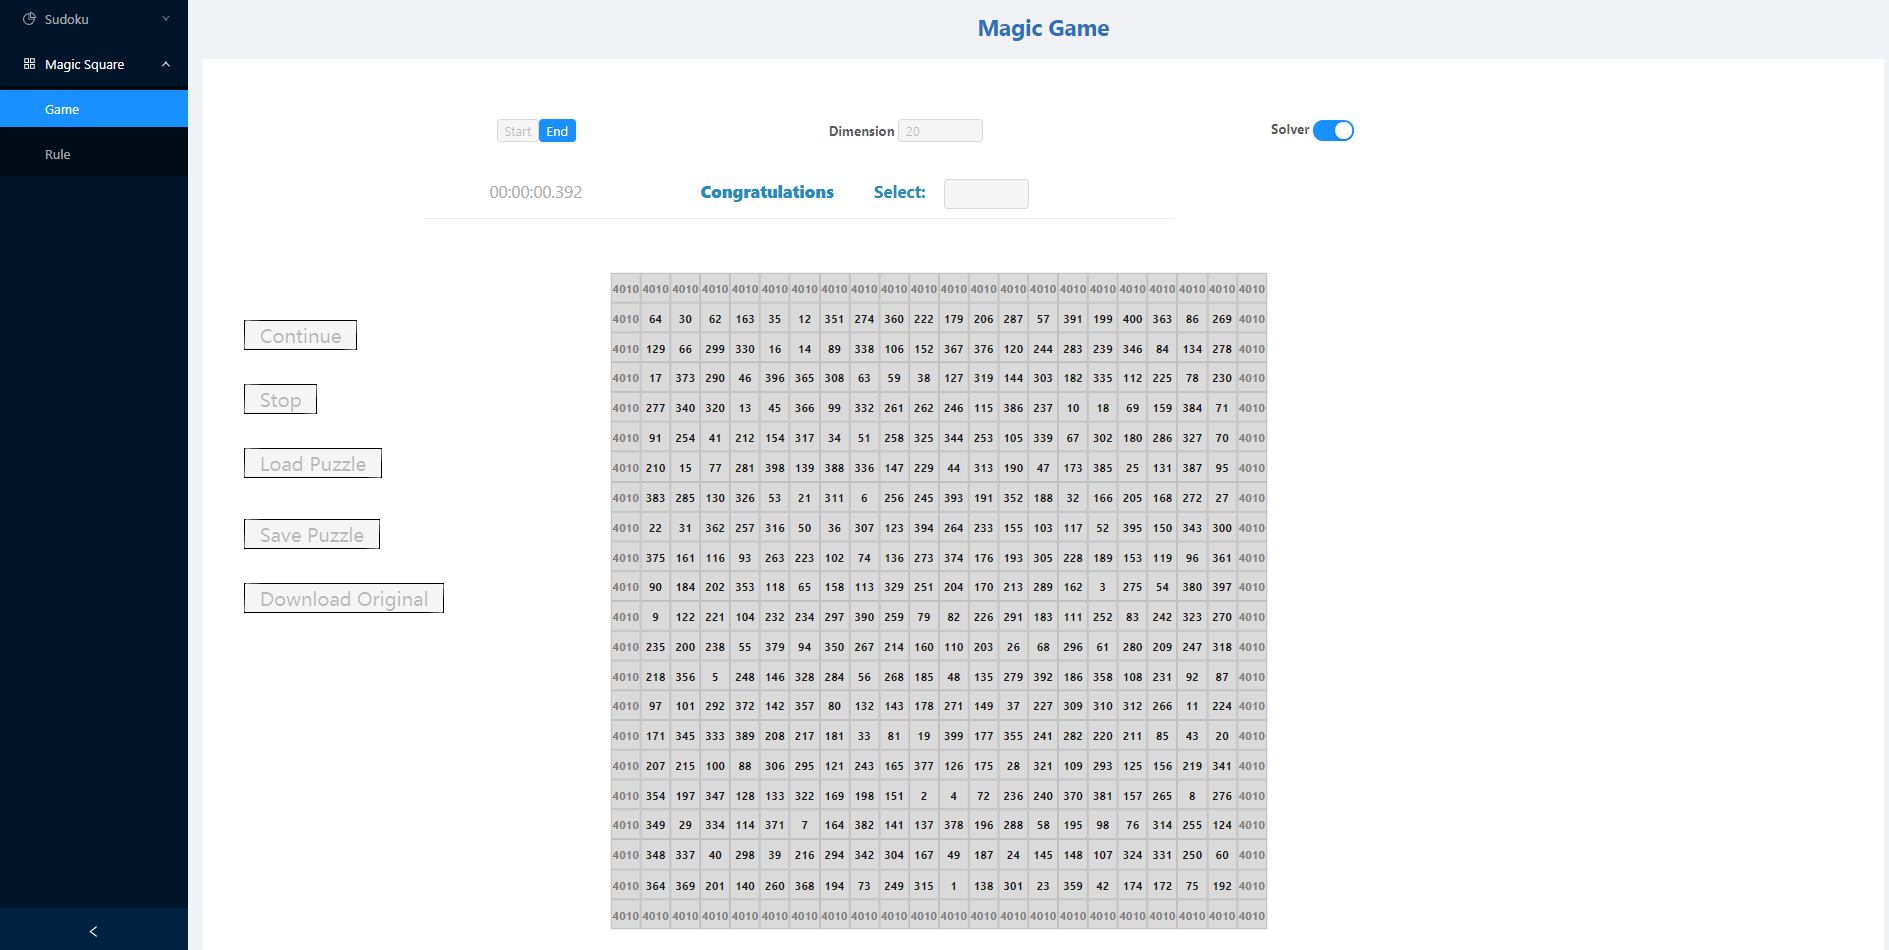 Sudoku
Magic Square
Game
Rule
Magic Game
Start End Dimension 20 Solver
00:00:00.392 Congratulations Select:
Continue
Stop
Load Puzzle
Save Puzzle
Download Original
4010 4010 4010 4010 4010 4010 4010 4010 4010 4010 4010 4010 4010 4010 4010 4010 4010 4010 4010 4010 4010 4010
4010 64 30 62 163 35 12 351 274 360 222 179 206 287 57 391 199 400 363 86 269 4010
4010 129 66 299 330 16 14 89 338 106 152 367 376 120 244 283 239 346 84 134 278 4010
4010 17 373 290 46 396 365 308 63 59 38 127 319 144 303 182 335 112 225 78 230 4010
4010 277 340 320 13 45 366 99 332 261 262 246 115 386 237 10 18 69 159 384 71 4010
4010 91 254 41 212 154 317 34 51 258 325 344 253 105 339 67 302 180 286 327 70 4010
4010 210 15 77 281 398 139 388 336 147 229 44 313 190 47 173 385 25 131 387 95 4010
4010 383 285 130 326 53 21 311 6 256 245 393 191 352 188 32 166 205 168 272 27 4010
4010 22 31 362 257 316 50 36 307 123 394 264 233 155 103 117 52 395 150 343 300 4010
4010 375 161 116 93 263 223 102 74 136 273 374 176 193 305 228 189 153 119 96 361 4010
4010 90 184 202 353 118 65 158 113 329 251 204 170 213 289 162 3 275 54 380 397 4010
4010 9 122 221 104 232 234 297 390 259 79 82 226 291 183 111 252 83 242 323 270 4010
4010 235 200 238 55 379 94 350 267 214 160 110 203 26 68 296 61 280 209 247 318 4010
4010 218 356 5 248 146 328 284 56 268 185 48 135 279 392 186 358 108 231 92 87 4010
4010 97 101 292 372 142 357 80 132 143 178 271 149 37 227 309 310 312 266 11 224 4010
4010 171 345 333 389 208 217 181 33 81 19 399 177 355 241 282 220 211 85 43 20 4010
4010 207 215 100 88 306 295 121 243 165 377 126 175 28 321 109 293 125 156 219 341 4010
4010 354 197 347 128 133 322 169 198 151 2 4 72 236 240 370 381 157 265 8 276 4010
4010 349 29 334 114 371 7 164 382 141 137 378 196 288 58 195 98 76 314 255 124 4010
4010 348 337 40 298 39 216 294 342 304 167 49 187 24 145 148 107 324 331 250 60 4010
4010 364 369 201 140 260 368 194 73 249 315 1 138 301 23 359 42 174 172 75 192 4010
4010 4010 4010 4010 4010 4010 4010 4010 4010 4010 4010 4010 4010 4010 4010 4010 4010 4010 4010 4010 4010 4010